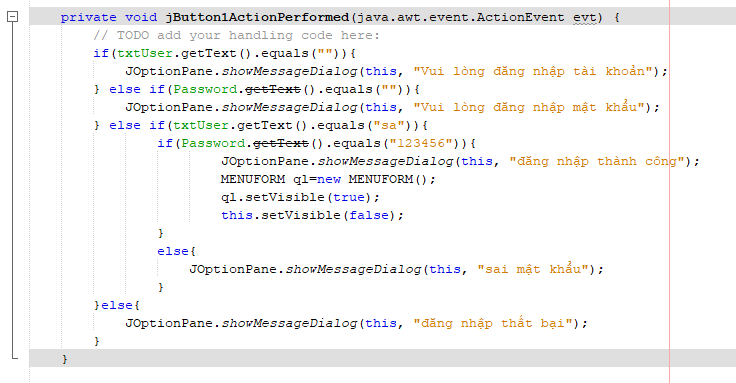 private void jButton1ActionPerformed(java.awt.event.ActionEvent evt) {
// TODO add your handling code here:
if(txtUser.getText().equals("")){
JOptionPane.showMessageDialog(this, "Vui lòng đăng nhập tài khoản");
} else if(Password.getText().equals("")){
JOptionPane.showMessageDialog(this, "Vui lòng đăng nhập mật khẩu");
} else if(txtUser.getText().equals("sa")){
if(Password.getText().equals("123456")){
JOptionPane.showMessageDialog(this, "đăng nhập thành công");
MENUFORM ql=new MENUFORM();
ql.setVisible(true);
this.setVisible(false);
}
else{
JOptionPane.showMessageDialog(this, "sai mật khẩu");
}
}else{
JOptionPane.showMessageDialog(this, "đăng nhập thất bại");
}
}